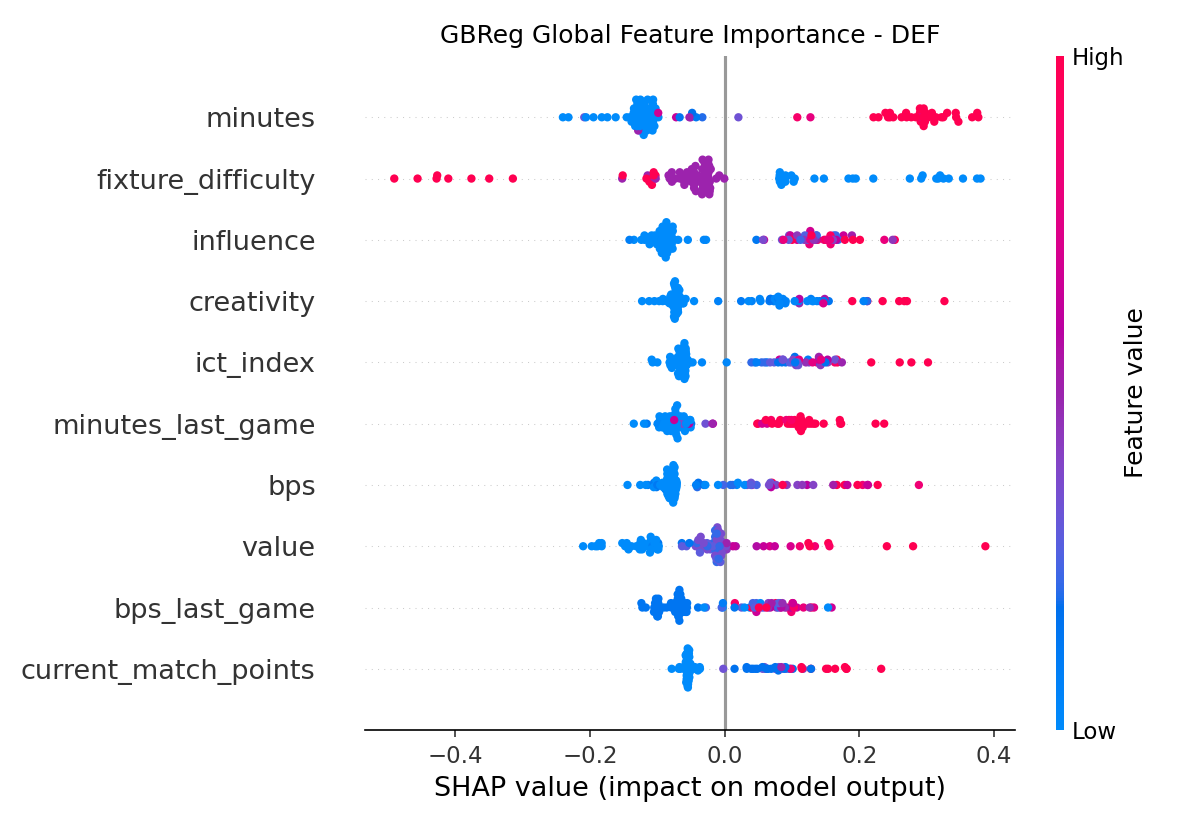 GBReg Global Feature Importance - DEF
High
minutes
fixture_difficulty
influence
creativity
ict_index
minutes_last_game
bps
value
bps_last_game
current_match_points
Feature value
Low
−0.4 −0.2 0.0 0.2 0.4
SHAP value (impact on model output)